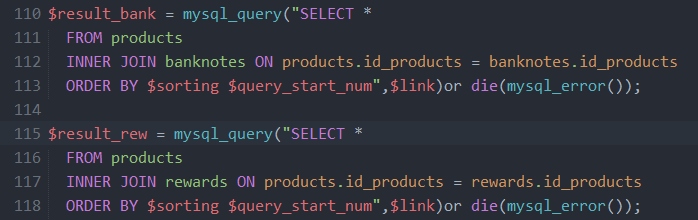 110 $result_bank = mysql_query("SELECT *
111 FROM products
112 INNER JOIN banknotes ON products.id_products = banknotes.id_products
113 ORDER BY $sorting $query_start_num",$link)or die(mysql_error());
114
115 $result_rew = mysql_query("SELECT *
116 FROM products
117 INNER JOIN rewards ON products.id_products = rewards.id_products
118 ORDER BY $sorting $query_start_num",$link)or die(mysql_error());